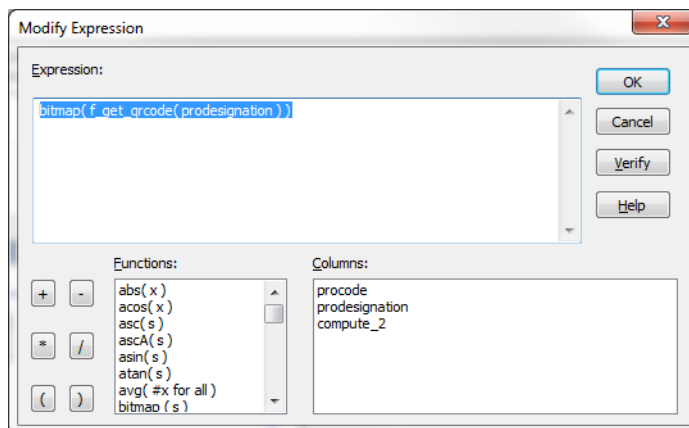 Modify Expression
x
Expression:
bitmap( f_get_qrcode( prodesignation ) )
OK
Cancel
Verify
Help
Functions:
Columns:
+
-
*
/
(
)
abs( x )
acos( x )
asc( s )
ascA( s )
asin( s )
atan( s )
avg( #x for all )
bitmap ( s )
procode
prodesignation
compute_2